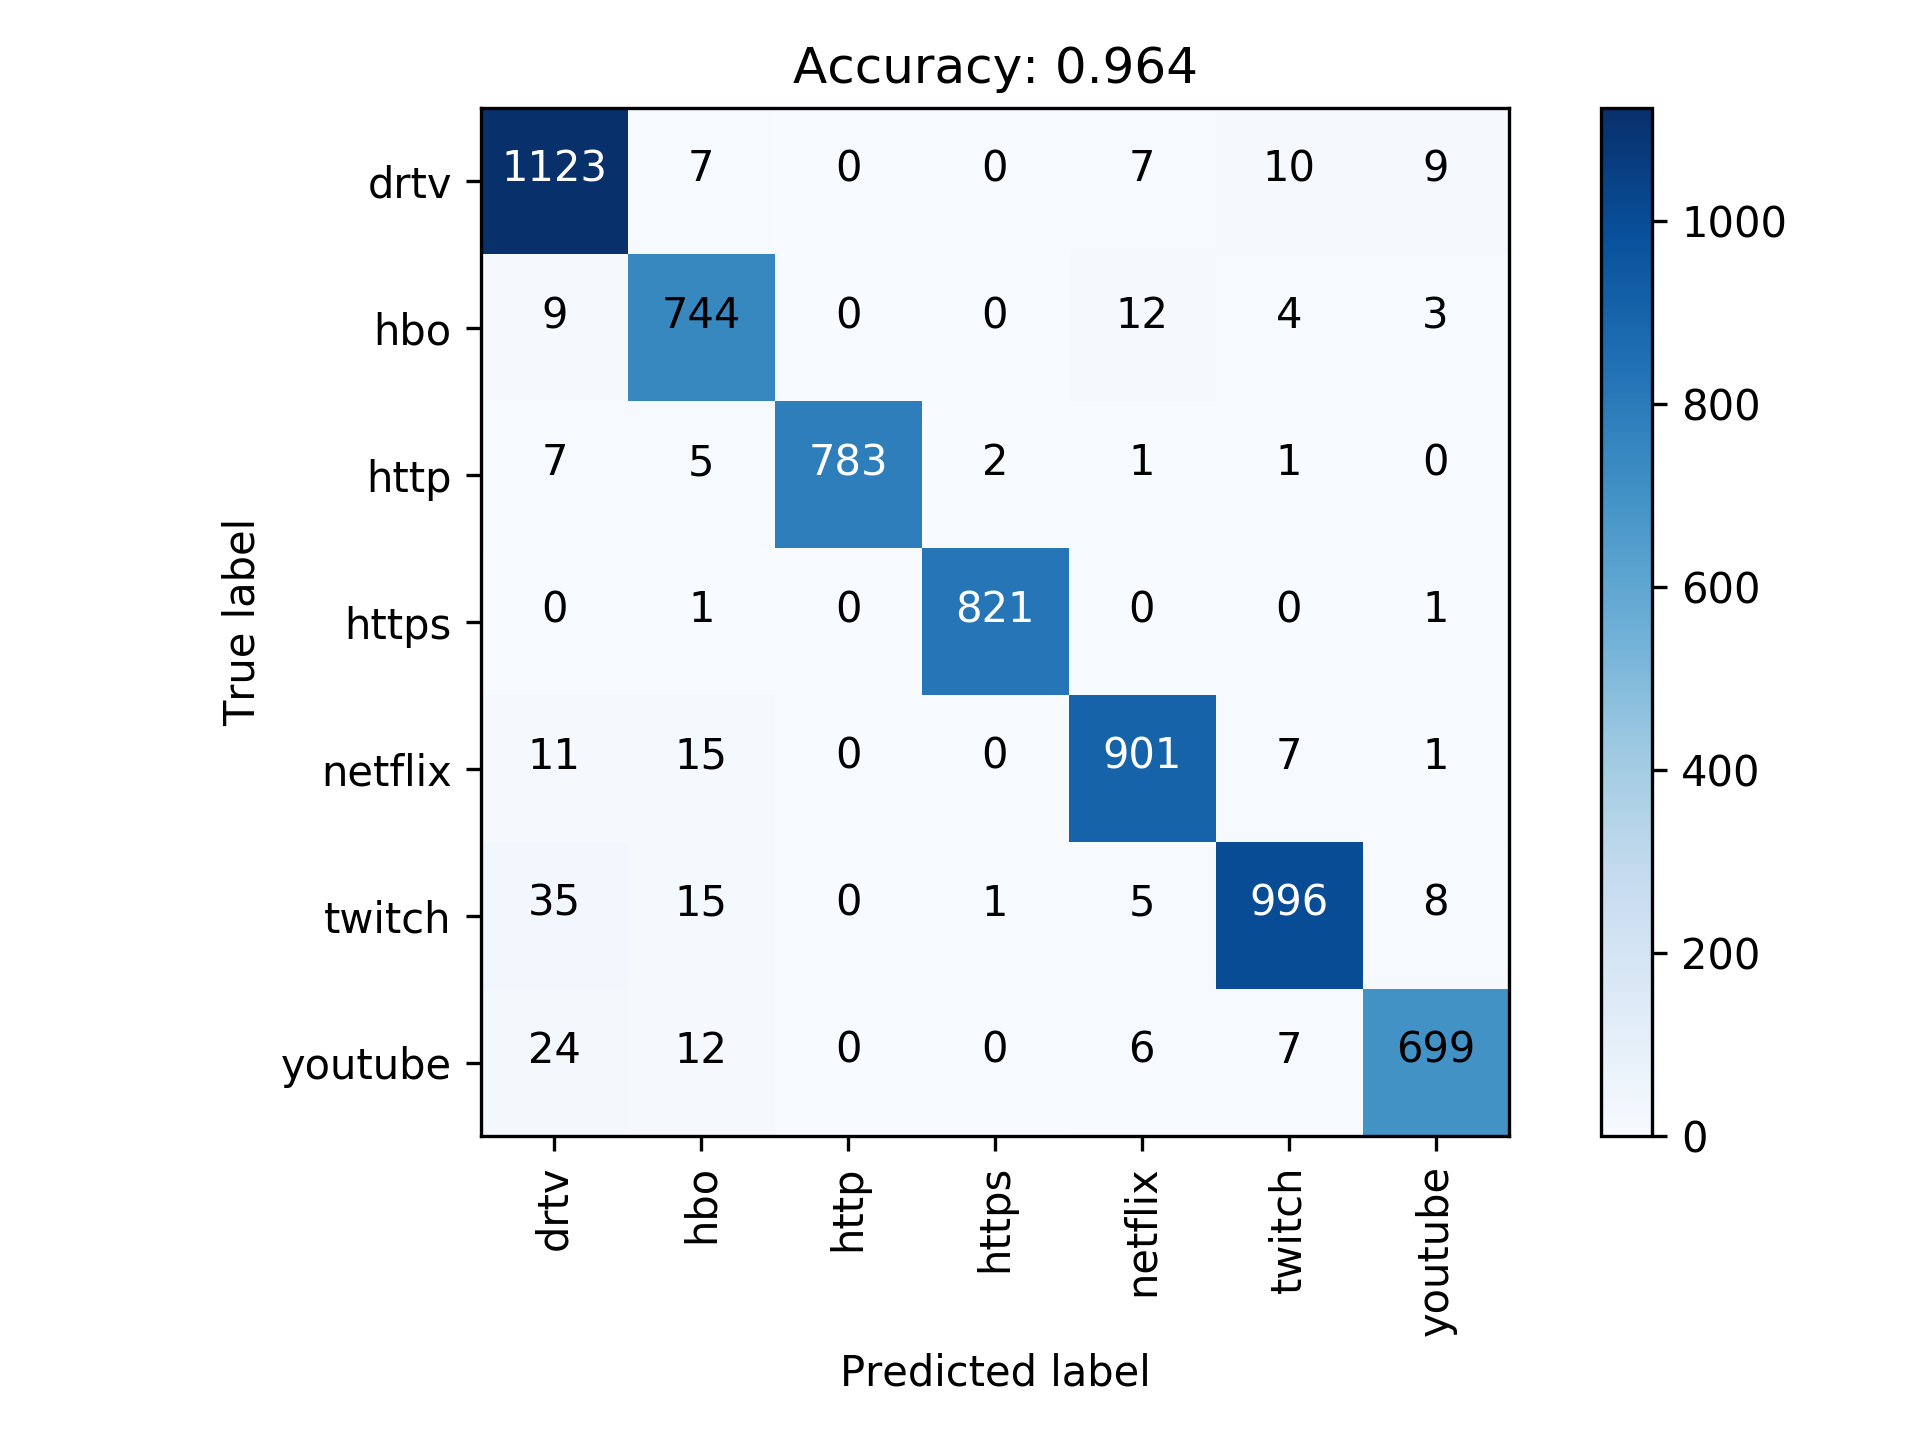 Accuracy: 0.964
drtv 1123 7 0 0 7 10 9
hbo 9 744 0 0 12 4 3
http 7 5 783 2 1 1 0
https 0 1 0 821 0 0 1
netflix 11 15 0 0 901 7 1
twitch 35 15 0 1 5 996 8
youtube 24 12 0 0 6 7 699
True label
drtv hbo http https netflix twitch youtube
Predicted label
1000
800
600
400
200
0